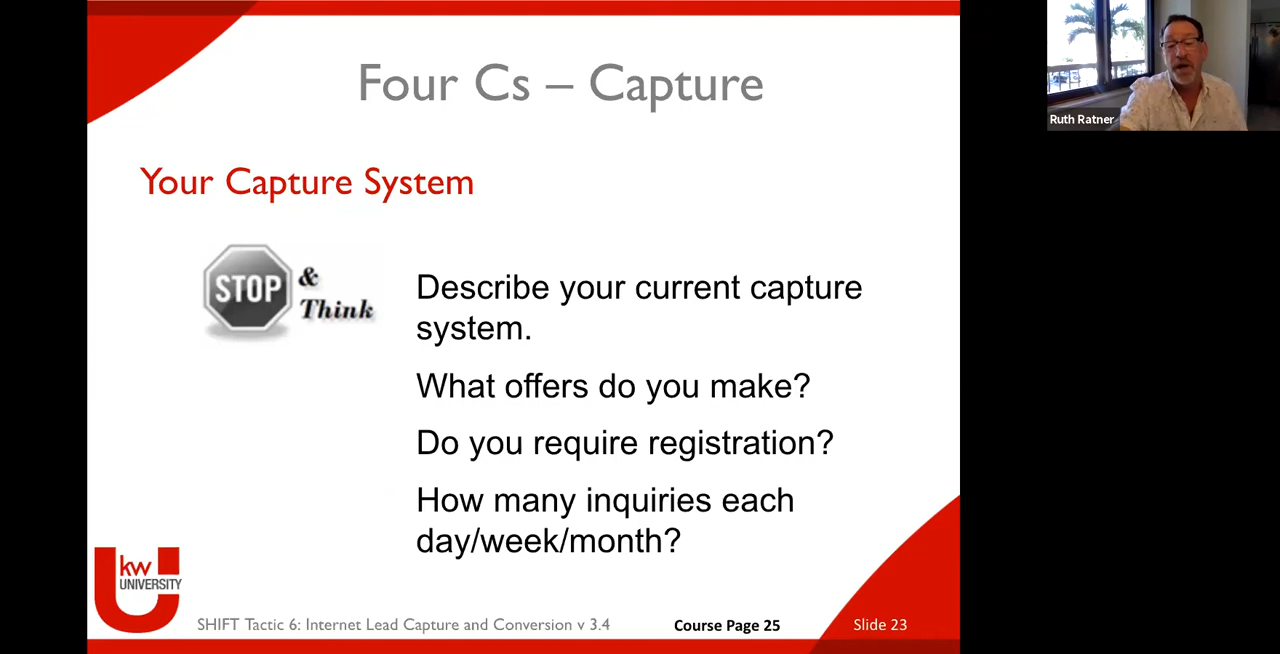 Four Cs – Capture
Ruth Ratner
Your Capture System
STOP
&
Think
Describe your current capture
system.
What offers do you make?
Do you require registration?
How many inquiries each
day/week/month?
kw
UNIVERSITY
SHIFT Tactic 6: Internet Lead Capture and Conversion v 3.4
Course Page 25
Slide 23